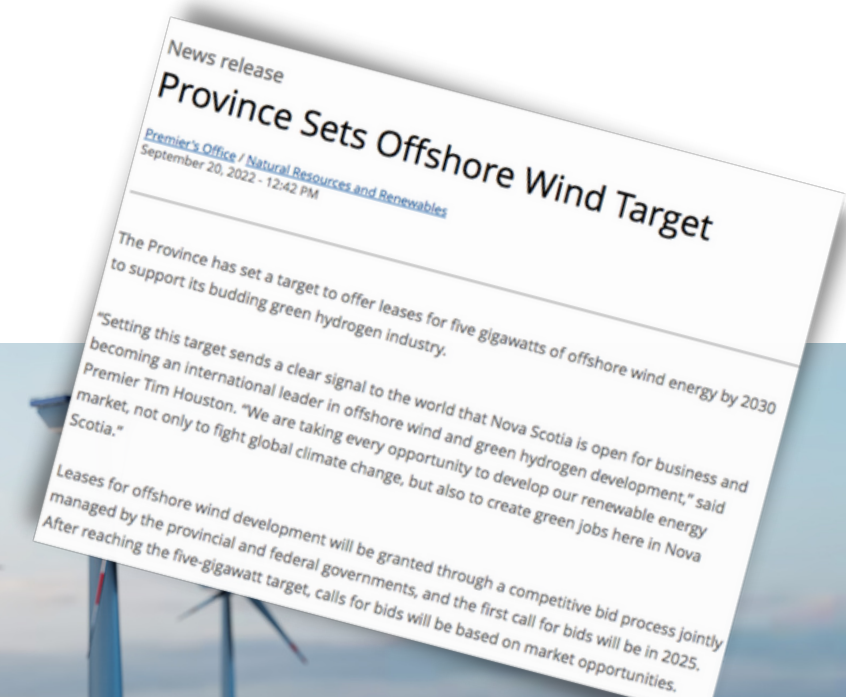 News release
Province Sets Offshore Wind Target
Premier's Office / Natural Resources and Renewables
September 20, 2022 - 12:42 PM
The Province has set a target to offer leases for five gigawatts of offshore wind energy by 2030
to support its budding green hydrogen industry.
"Setting this target sends a clear signal to the world that Nova Scotia is open for business and
becoming an international leader in offshore wind and green hydrogen development," said
Premier Tim Houston. "We are taking every opportunity to develop our renewable energy
market, not only to fight global climate change, but also to create green jobs here in Nova
Scotia."
Leases for offshore wind development will be granted through a competitive bid process jointly
managed by the provincial and federal governments, and the first call for bids will be in 2025.
After reaching the five-gigawatt target, calls for bids will be based on market opportunities.